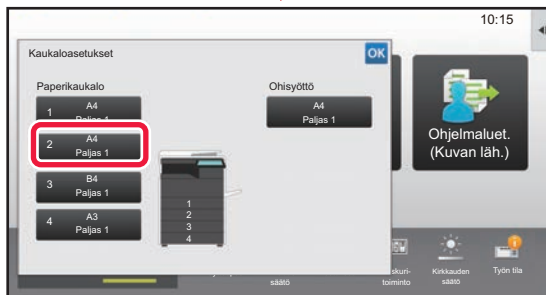 10:15
Kaukaloasetukset
OK
Paperikaukalo
Ohisyöttö
1 A4
Paljas 1
A4
Paljas 1
2 A4
Paljas 1
3 B4
Paljas 1
4 A3
Paljas 1
1
2
3
4
Ohjelmaluet.
(Kuvan läh.)
säätö
toiminto
Kirkkauden
säätö
Työn tila